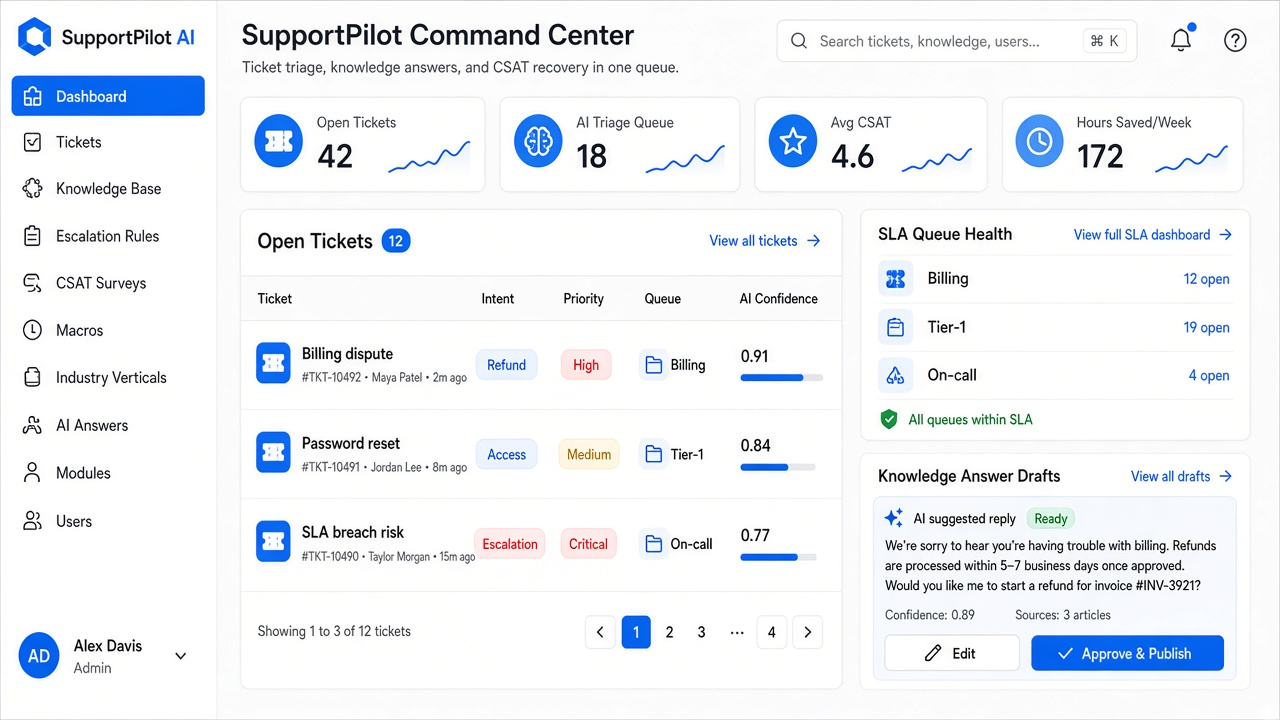 SupportPilot AI
Dashboard
Tickets
Knowledge Base
Escalation Rules
CSAT Surveys
Macros
Industry Verticals
AI Answers
Modules
Users
AD
Alex Davis
Admin
SupportPilot Command Center
Ticket triage, knowledge answers, and CSAT recovery in one queue.
Search tickets, knowledge, users...
⌘ K
Open Tickets
42
AI Triage Queue
18
Avg CSAT
4.6
Hours Saved/Week
172
Open Tickets 12
View all tickets →
Ticket Intent Priority Queue AI Confidence
Billing dispute
#TKT-10492 • Maya Patel • 2m ago
Refund
High
Billing
0.91
Password reset
#TKT-10491 • Jordan Lee • 8m ago
Access
Medium
Tier-1
0.84
SLA breach risk
#TKT-10490 • Taylor Morgan • 15m ago
Escalation
Critical
On-call
0.77
Showing 1 to 3 of 12 tickets
1 2 3 ... 4
SLA Queue Health
View full SLA dashboard →
Billing 12 open
Tier-1 19 open
On-call 4 open
All queues within SLA
Knowledge Answer Drafts
View all drafts →
AI suggested reply Ready
We're sorry to hear you're having trouble with billing. Refunds
are processed within 5–7 business days once approved.
Would you like me to start a refund for invoice #INV-3921?
Confidence: 0.89 Sources: 3 articles
Edit
Approve & Publish